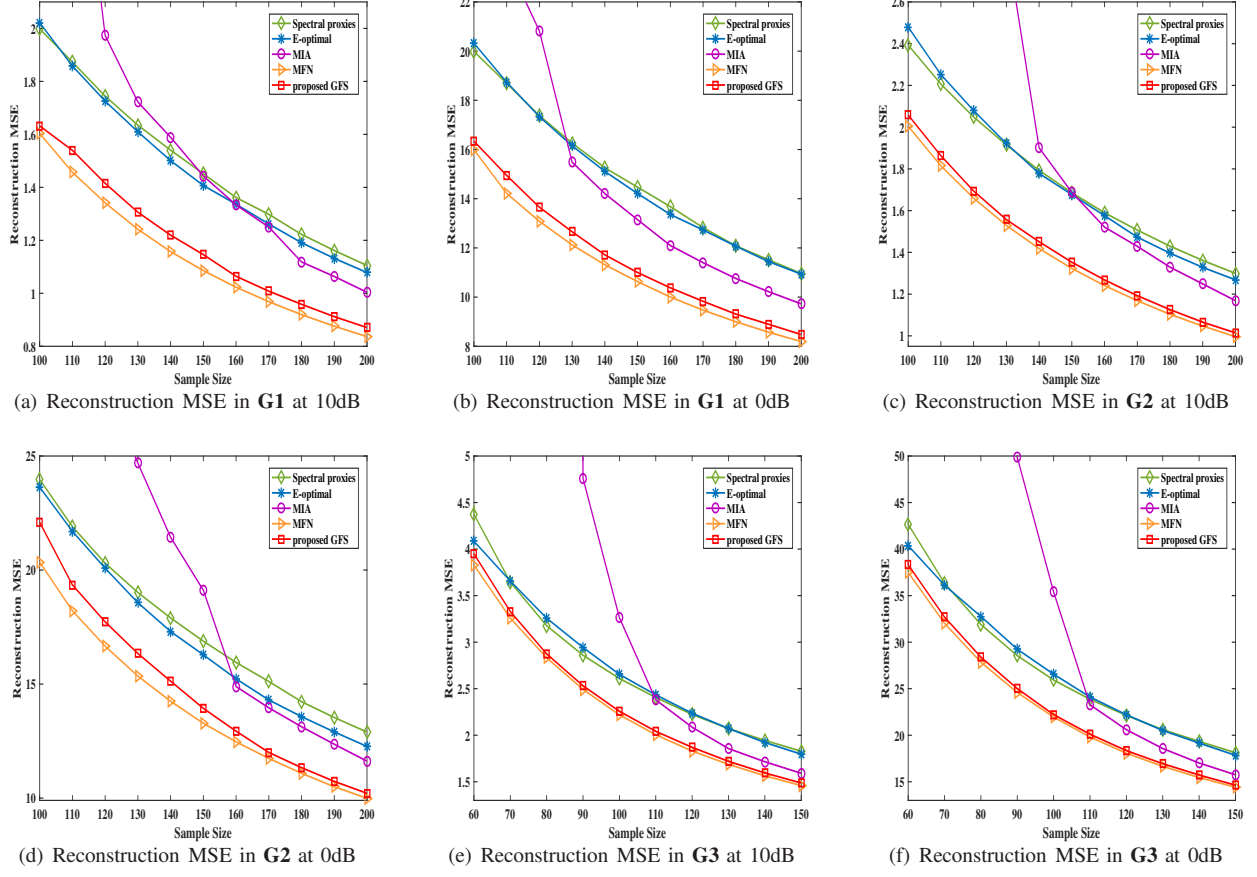 Reconstruction MSE
2
1.8
1.6
1.4
1.2
1
0.8
Spectral proxies
E-optimal
MIA
MFN
proposed GFS
100 110 120 130 140 150 160 170 180 190 200
Sample Size
(a) Reconstruction MSE in G1 at 10dB
Reconstruction MSE
22
20
18
16
14
12
10
8
Spectral proxies
E-optimal
MIA
MFN
proposed GFS
100 110 120 130 140 150 160 170 180 190 200
Sample Size
(b) Reconstruction MSE in G1 at 0dB
Reconstruction MSE
2.6
2.4
2.2
2
1.8
1.6
1.4
1.2
1
Spectral proxies
E-optimal
MIA
MFN
proposed GFS
100 110 120 130 140 150 160 170 180 190 200
Sample Size
(c) Reconstruction MSE in G2 at 10dB
Reconstruction MSE
25
20
15
10
Spectral proxies
E-optimal
MIA
MFN
proposed GFS
100 110 120 130 140 150 160 170 180 190 200
Sample Size
(d) Reconstruction MSE in G2 at 0dB
Reconstruction MSE
5
4.5
4
3.5
3
2.5
2
1.5
Spectral proxies
E-optimal
MIA
MFN
proposed GFS
60 70 80 90 100 110 120 130 140 150
Sample Size
(e) Reconstruction MSE in G3 at 10dB
Reconstruction MSE
50
45
40
35
30
25
20
15
Spectral proxies
E-optimal
MIA
MFN
proposed GFS
60 70 80 90 100 110 120 130 140 150
Sample Size
(f) Reconstruction MSE in G3 at 0dB